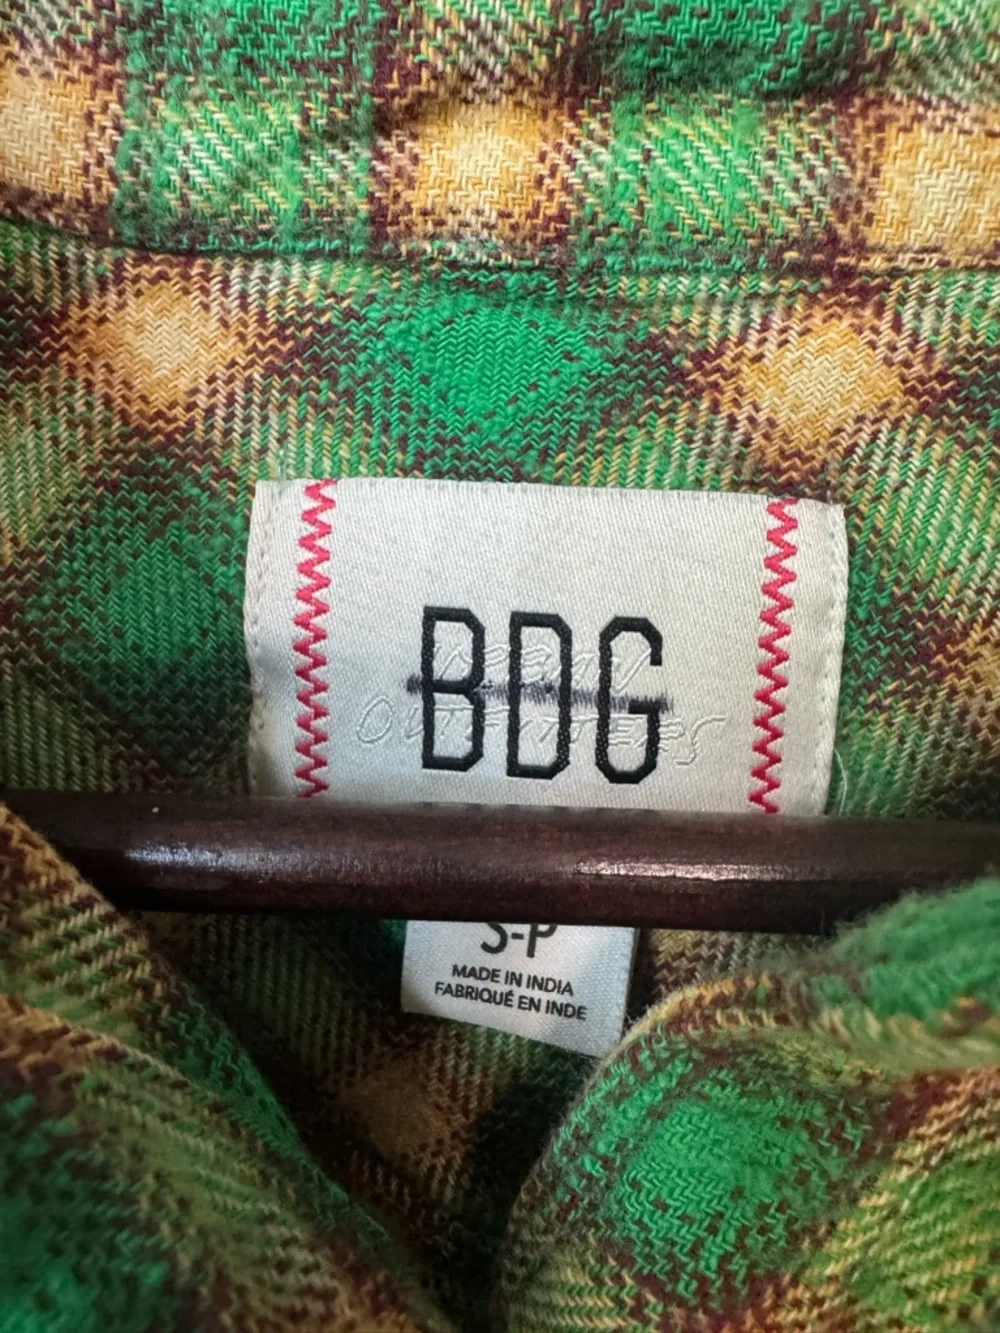 BDG
URBAN
OUTFITTERS
S-P
MADE IN INDIA
FABRIQUÉ EN INDE